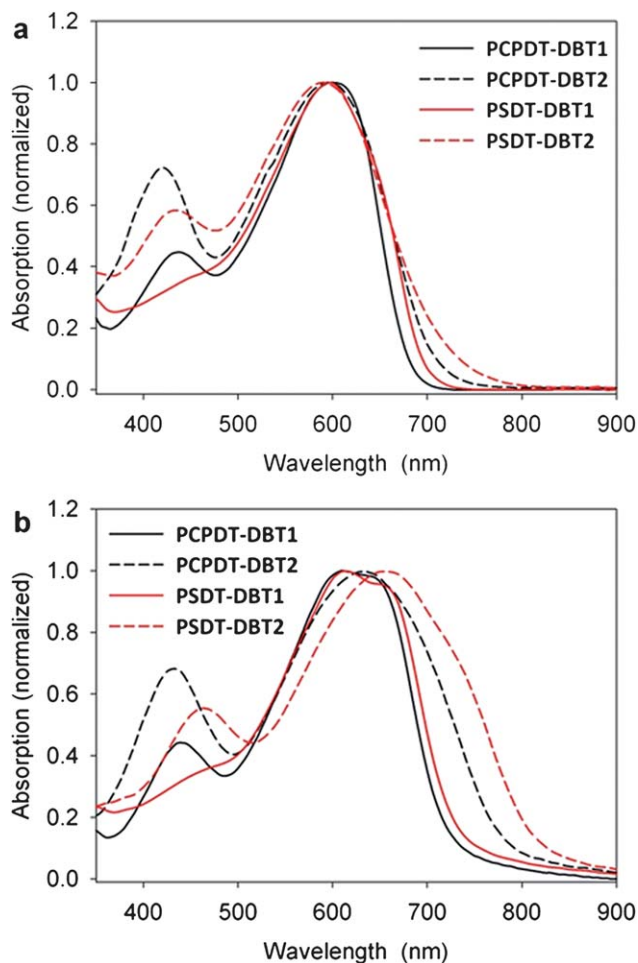 a
1.2
1.0
0.8
0.6
0.4
0.2
0.0
Absorption (normalized)
PCPDT-DBT1
PCPDT-DBT2
PSDT-DBT1
PSDT-DBT2
400 500 600 700 800 900
Wavelength (nm)
b
1.2
1.0
0.8
0.6
0.4
0.2
0.0
Absorption (normalized)
PCPDT-DBT1
PCPDT-DBT2
PSDT-DBT1
PSDT-DBT2
400 500 600 700 800 900
Wavelength (nm)